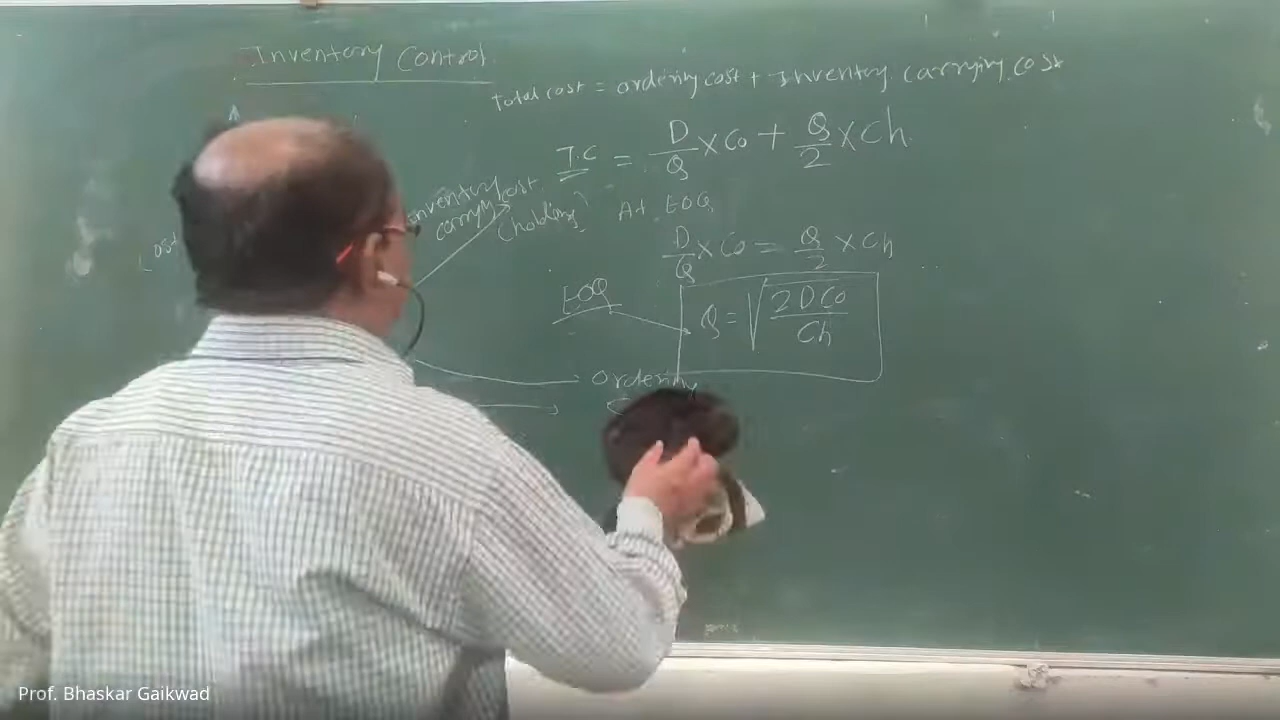 Inventory Control
Total cost = ordering cost + Inventory carrying cost
T.C = D/Q × Co + Q/2 × Ch
Inventory
carrying cost
(holding)
At EOQ
D/Q × Co = Q/2 × Ch
EOQ
Q = √(2DCo/Ch)
Cost
Ordering
Prof. Bhaskar Gaikwad